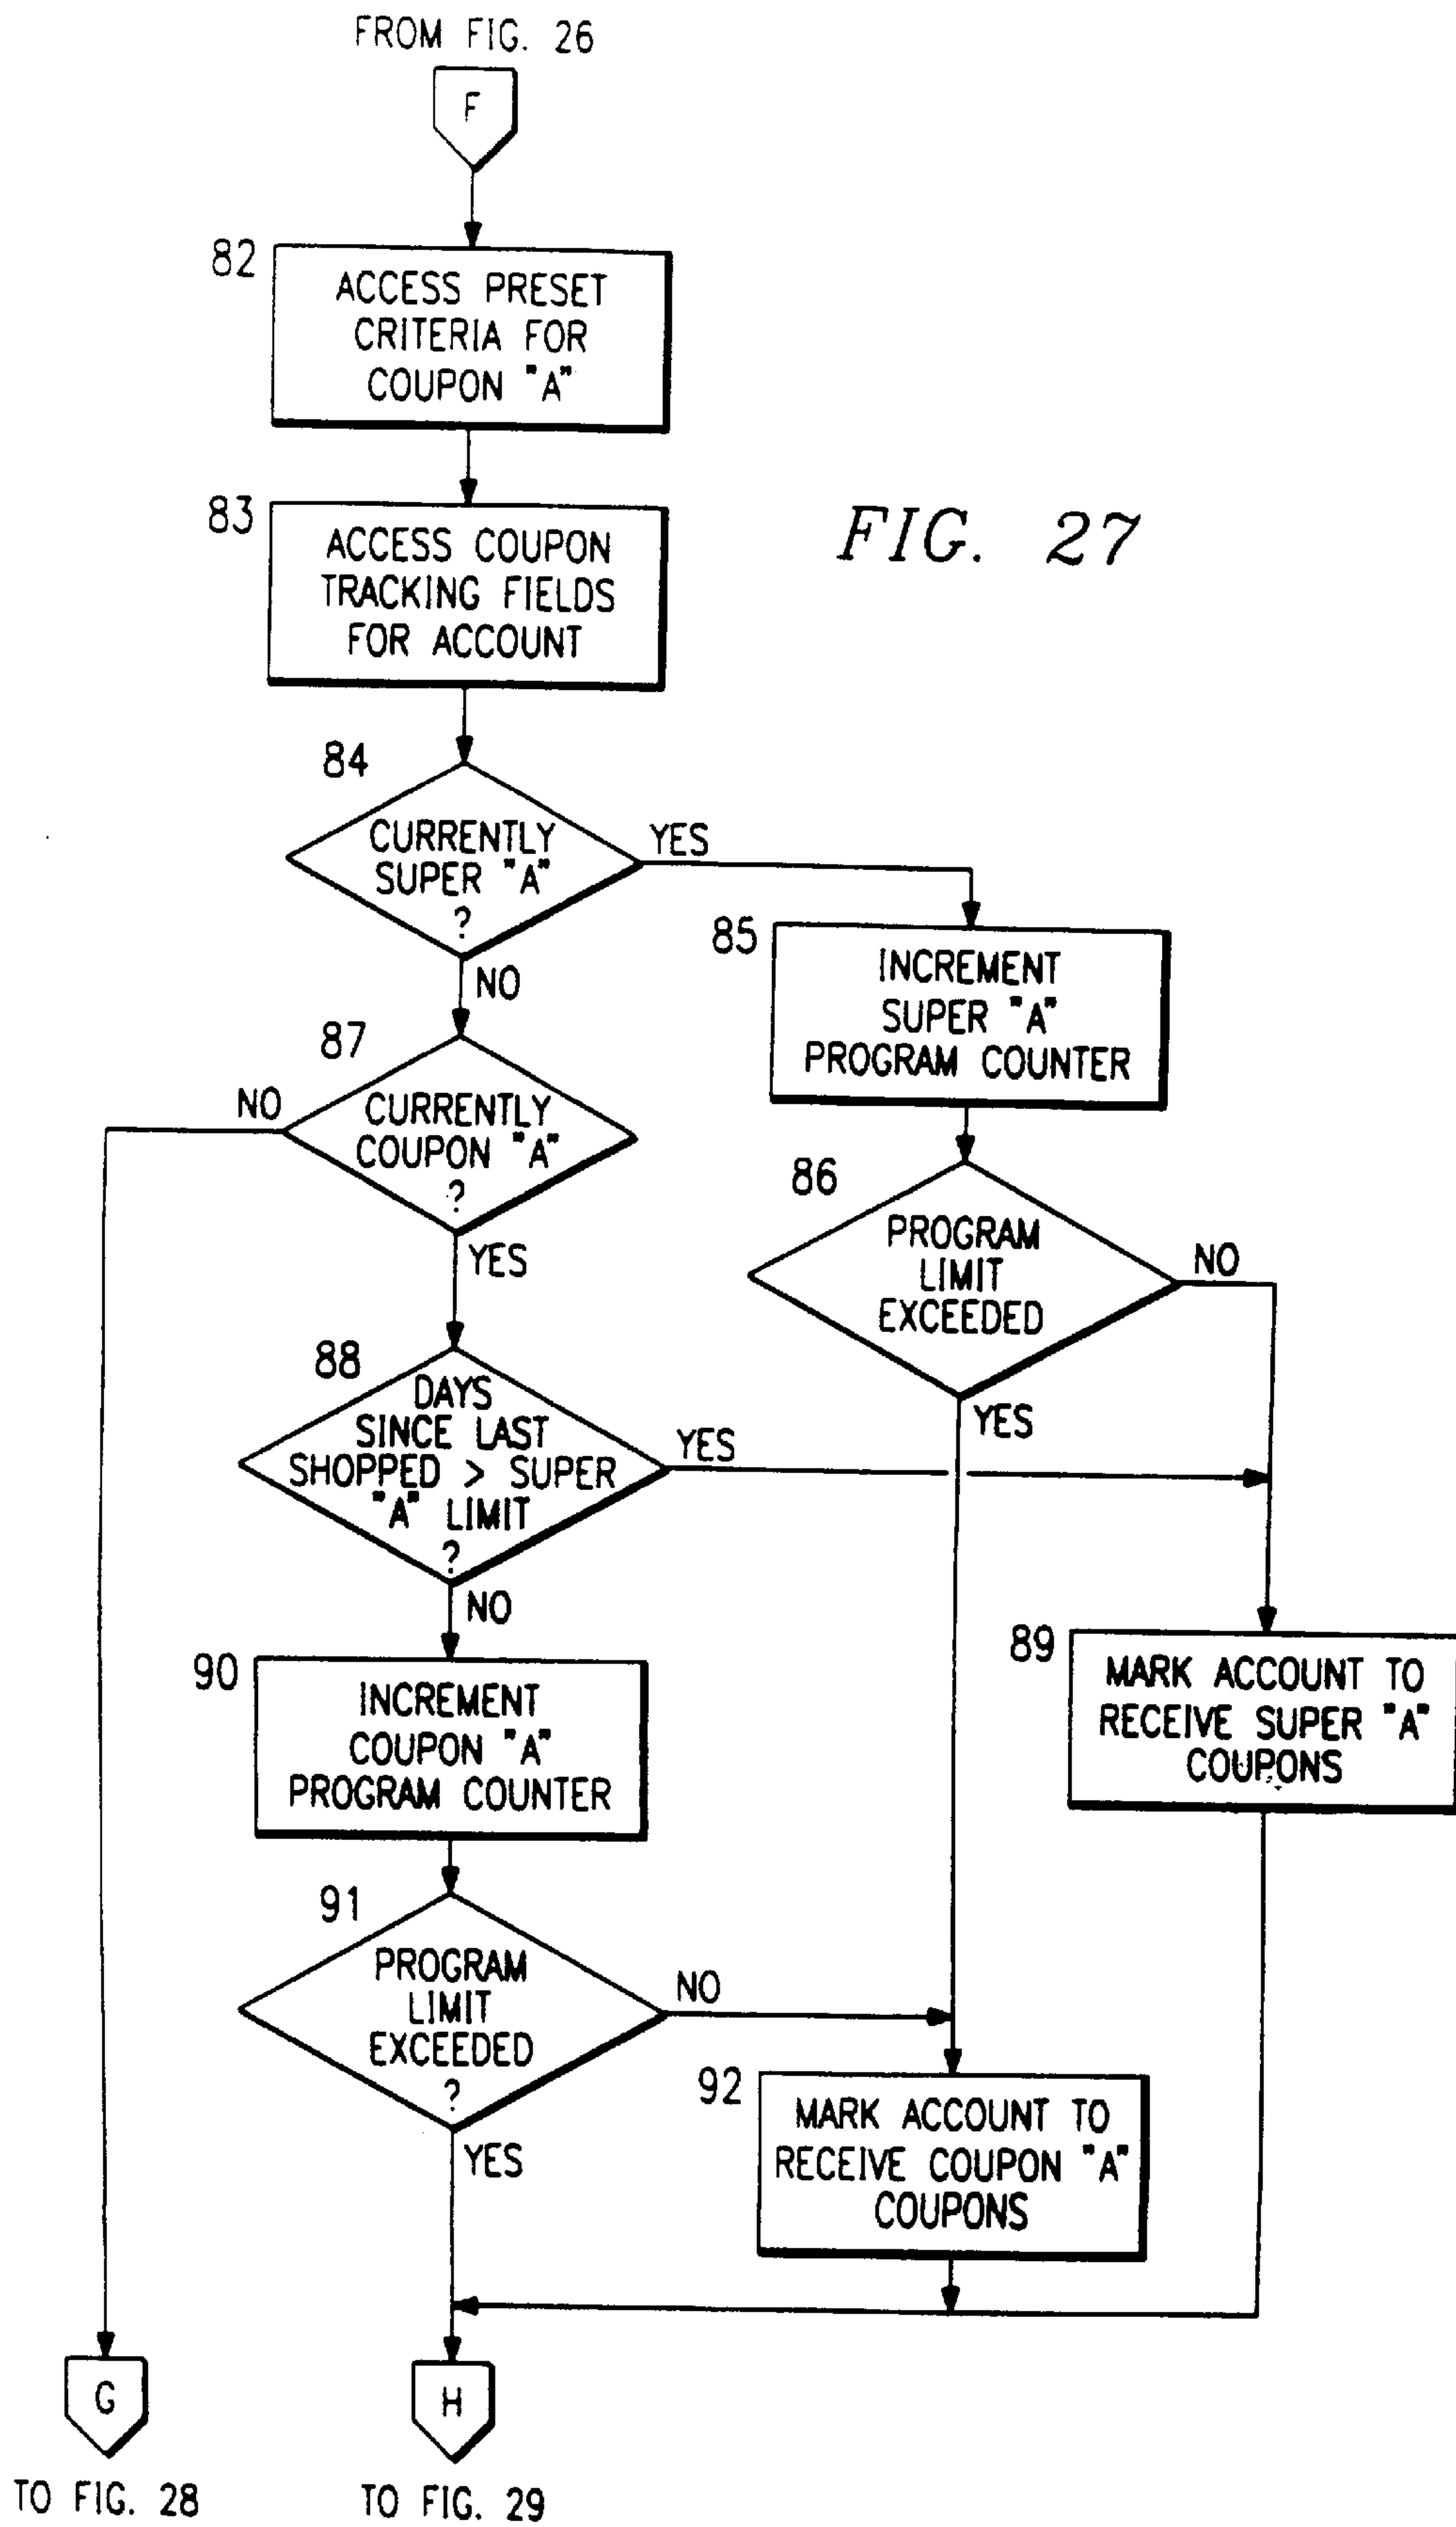 FROM FIG. 26
F
82
ACCESS PRESET
CRITERIA FOR
COUPON "A"
83
ACCESS COUPON
TRACKING FIELDS
FOR ACCOUNT
FIG. 27
84
CURRENTLY
SUPER "A"
?
YES
NO
85
INCREMENT
SUPER "A"
PROGRAM COUNTER
87
CURRENTLY
COUPON "A"
?
NO
YES
86
PROGRAM
LIMIT
EXCEEDED
NO
YES
88
DAYS
SINCE LAST
SHOPPED > SUPER
"A" LIMIT
?
YES
NO
89
MARK ACCOUNT TO
RECEIVE SUPER "A"
COUPONS
90
INCREMENT
COUPON "A"
PROGRAM COUNTER
91
PROGRAM
LIMIT
EXCEEDED
?
NO
YES
92
MARK ACCOUNT TO
RECEIVE COUPON "A"
COUPONS
G
H
TO FIG. 28
TO FIG. 29